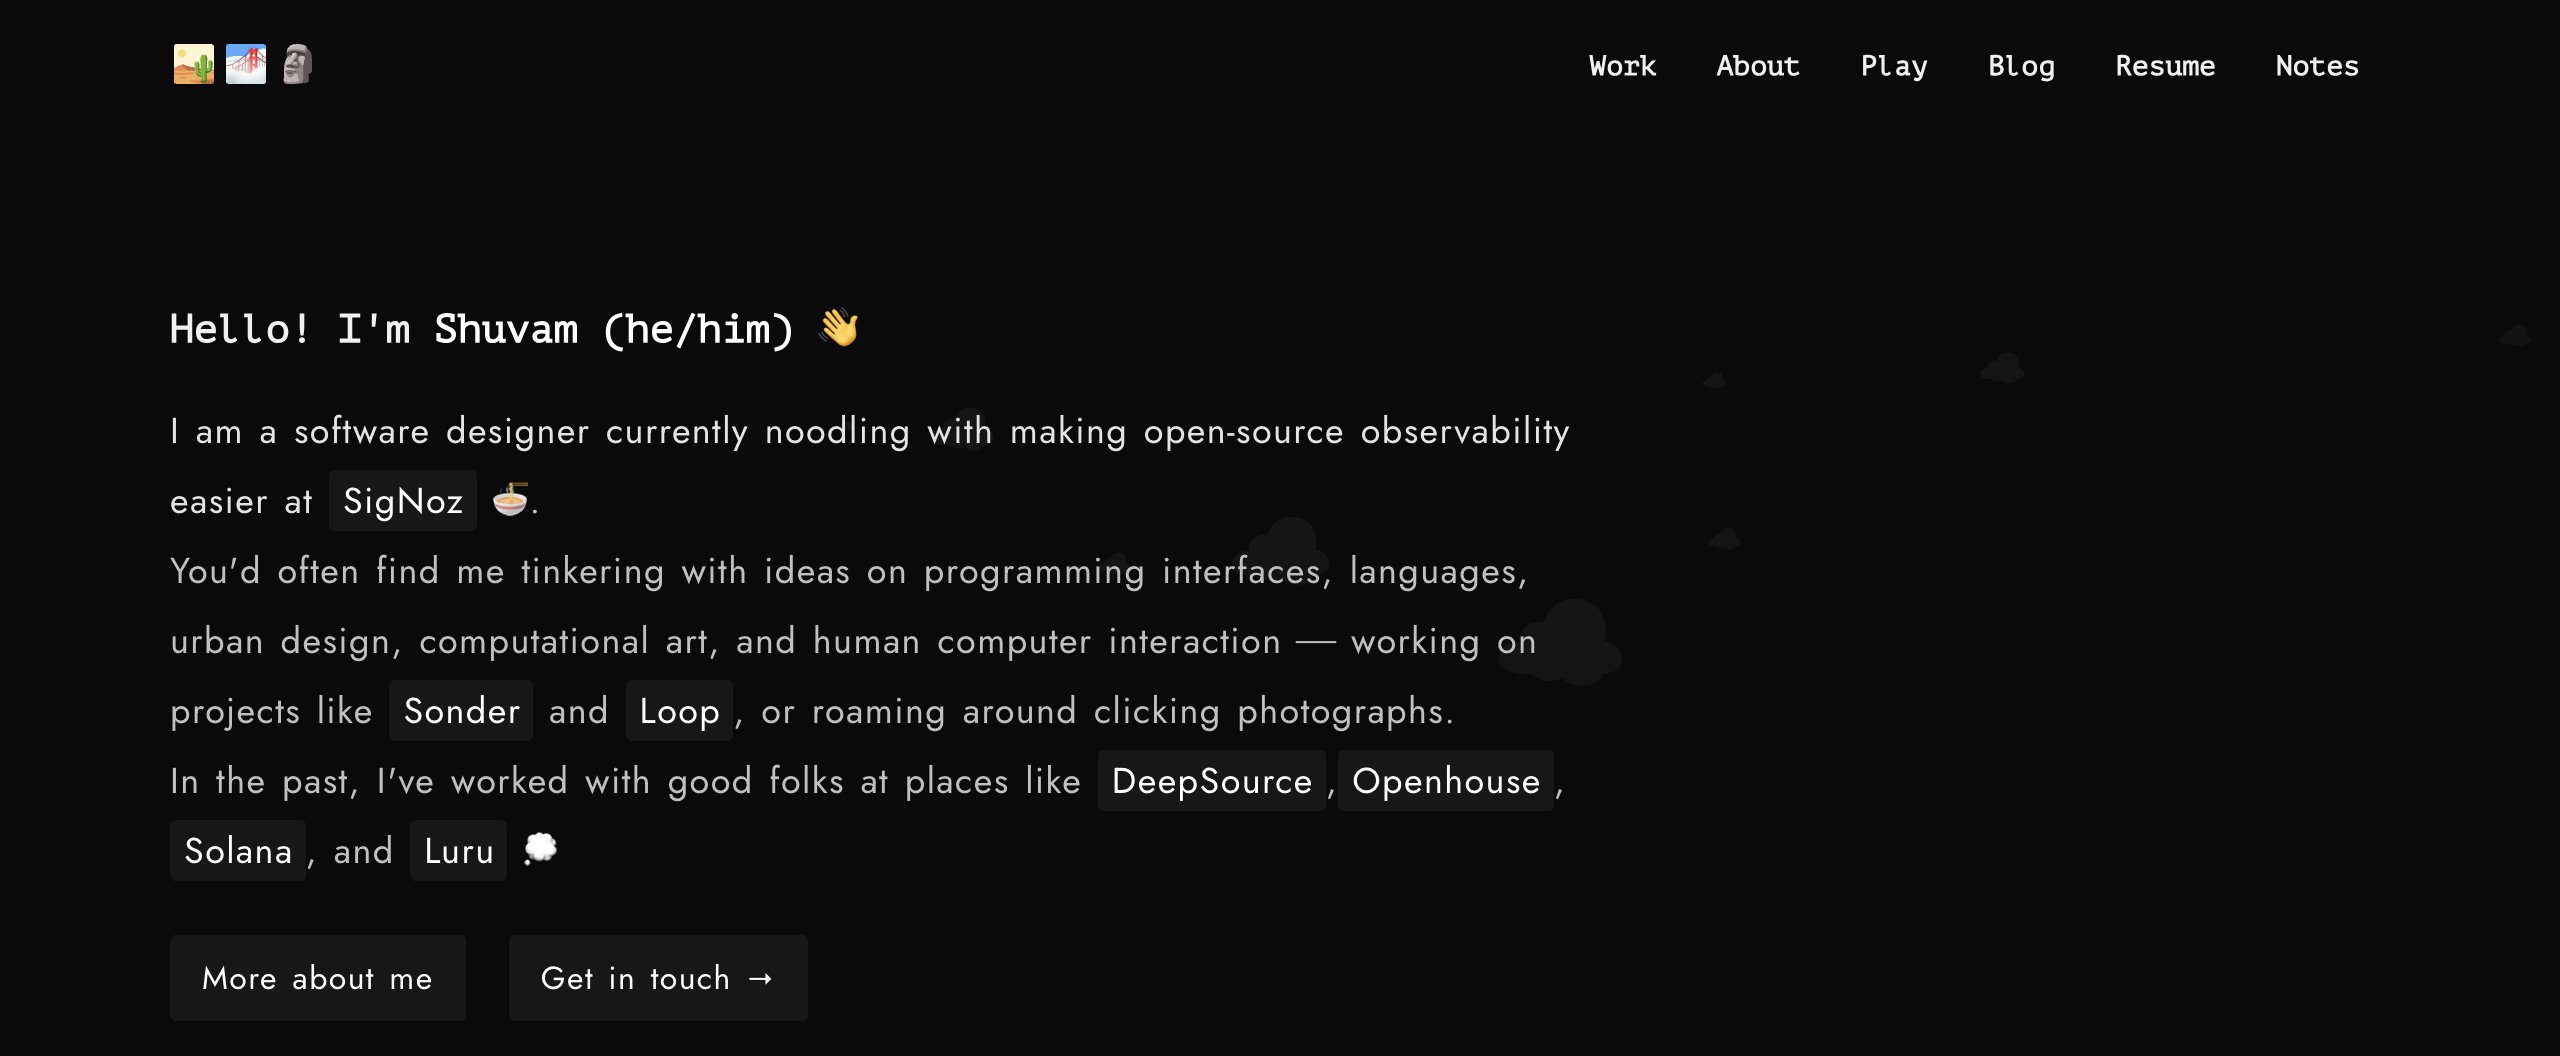 Work About Play Blog Resume Notes
Hello! I'm Shuvam (he/him) 👋
I am a software designer currently noodling with making open-source observability
easier at SigNoz 🍜.
You'd often find me tinkering with ideas on programming interfaces, languages,
urban design, computational art, and human computer interaction — working on
projects like Sonder and Loop, or roaming around clicking photographs.
In the past, I've worked with good folks at places like DeepSource,Openhouse,
Solana, and Luru 💭
More about me Get in touch →